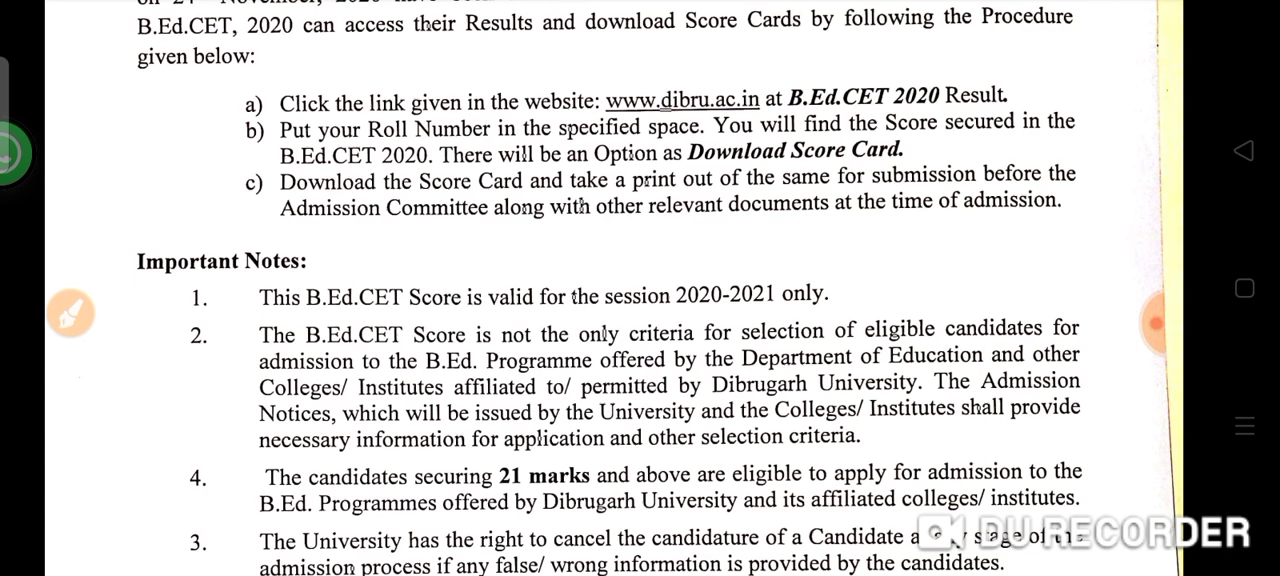 B.Ed.CET, 2020 can access their Results and download Score Cards by following the Procedure
given below:
a) Click the link given in the website: www.dibru.ac.in at B.Ed.CET 2020 Result.
b) Put your Roll Number in the specified space. You will find the Score secured in the
B.Ed.CET 2020. There will be an Option as Download Score Card.
c) Download the Score Card and take a print out of the same for submission before the
Admission Committee along with other relevant documents at the time of admission.
Important Notes:
1. This B.Ed.CET Score is valid for the session 2020-2021 only.
2. The B.Ed.CET Score is not the only criteria for selection of eligible candidates for
admission to the B.Ed. Programme offered by the Department of Education and other
Colleges/ Institutes affiliated to/ permitted by Dibrugarh University. The Admission
Notices, which will be issued by the University and the Colleges/ Institutes shall provide
necessary information for application and other selection criteria.
4. The candidates securing 21 marks and above are eligible to apply for admission to the
B.Ed. Programmes offered by Dibrugarh University and its affiliated colleges/ institutes.
3. The University has the right to cancel the candidature of a Candidate stage of
admission process if any false/ wrong information is provided by the candidates.
DU RECORDER